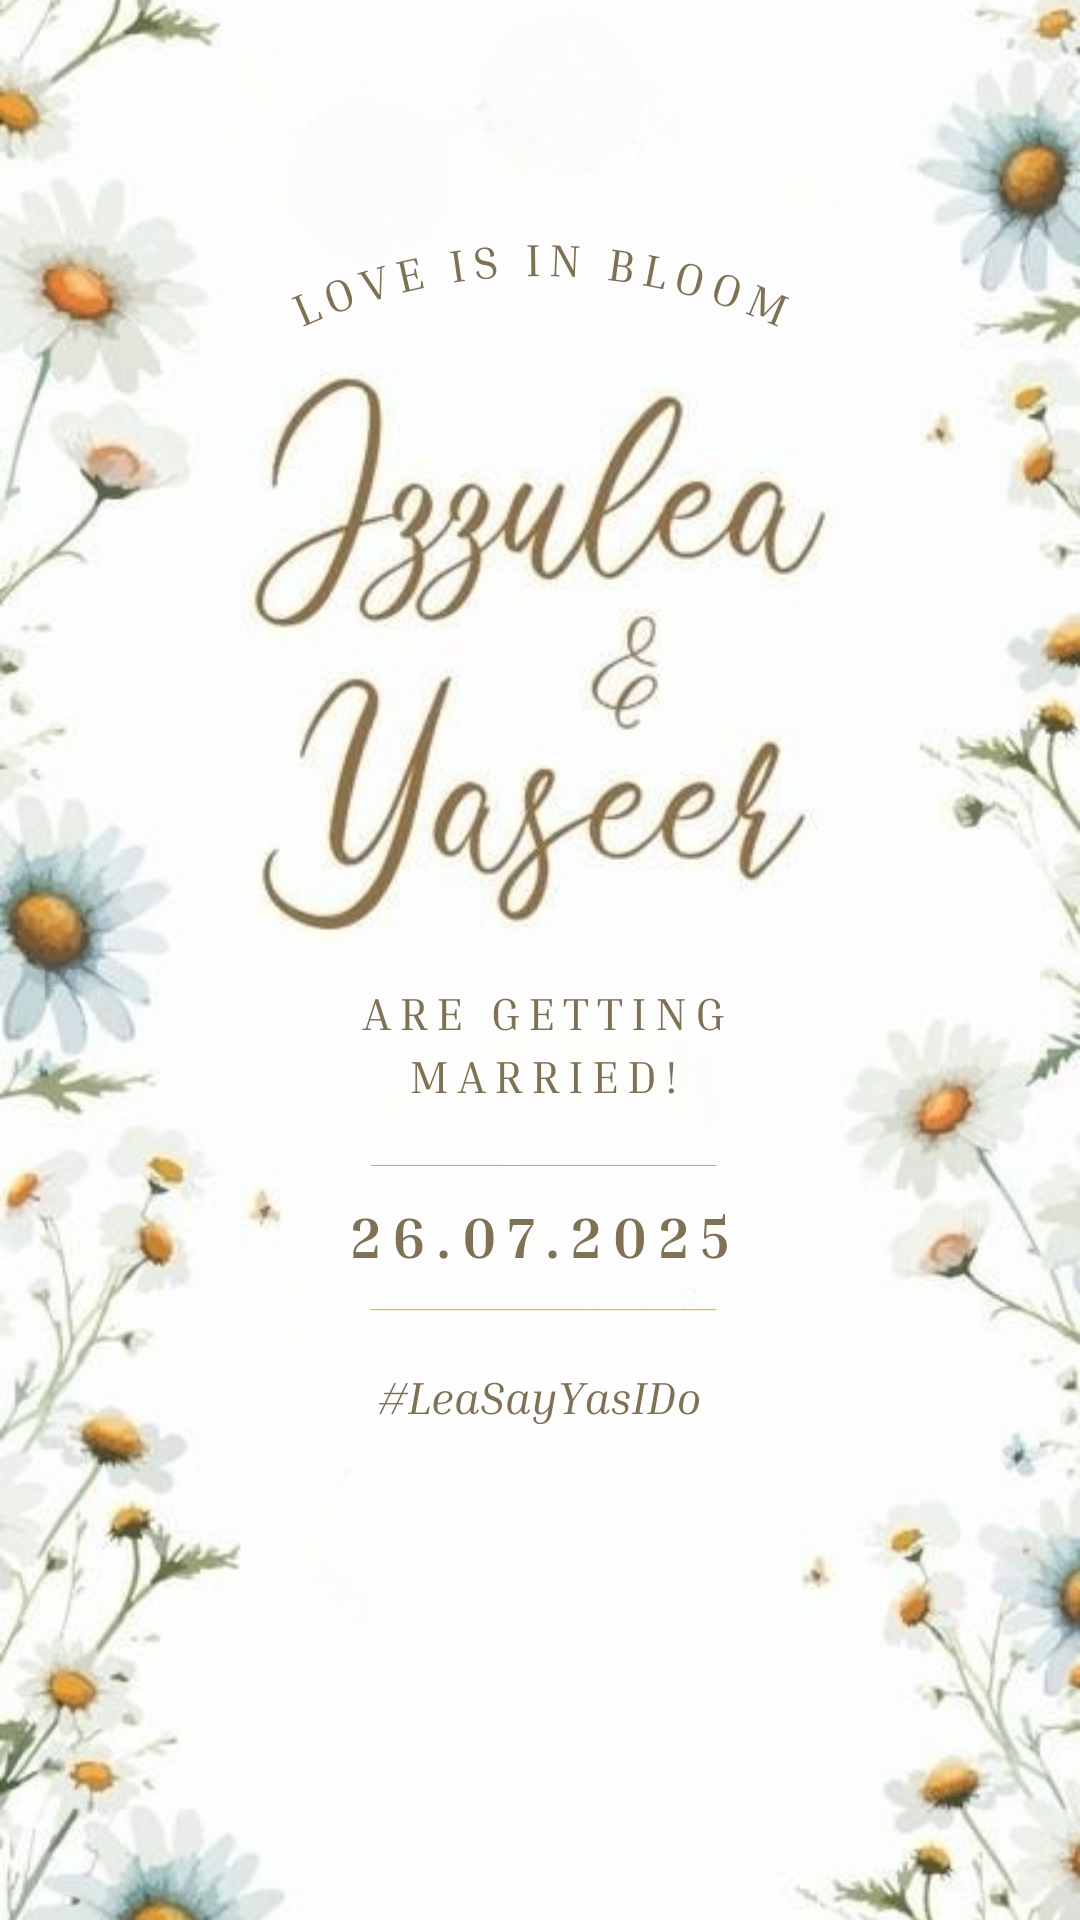 LOVE IS IN BLOOM
Izzulea
&
Yaseer
ARE GETTING
MARRIED!
26.07.2025
#LeaSayYasIDo